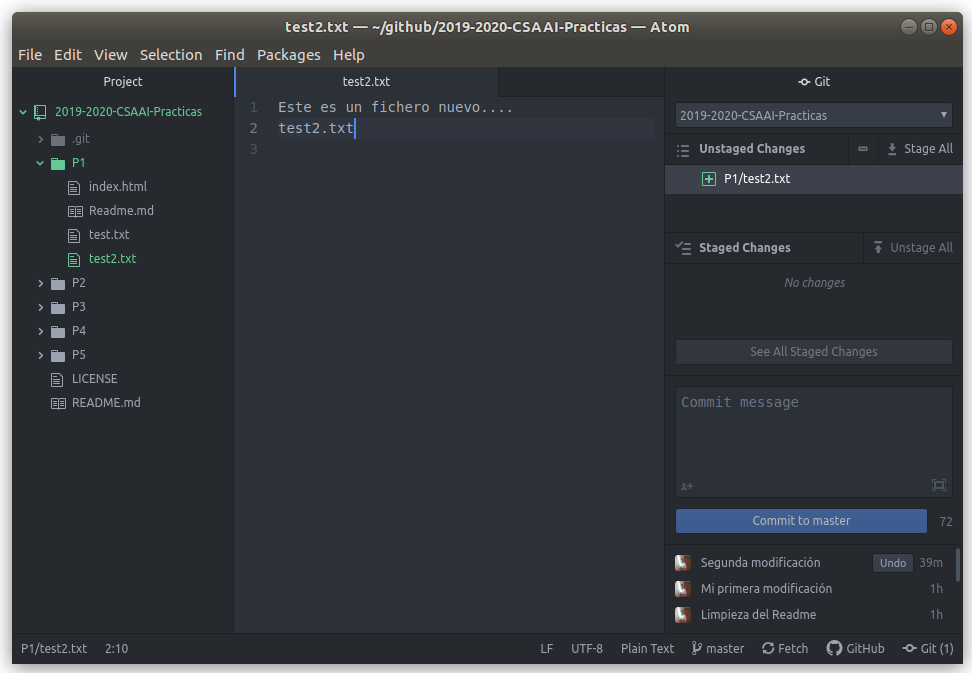 test2.txt — ~/github/2019-2020-CSAAI-Practicas — Atom
File Edit View Selection Find Packages Help
Project
2019-2020-CSAAI-Practicas
.git
P1
index.html
Readme.md
test.txt
test2.txt
P2
P3
P4
P5
LICENSE
README.md
test2.txt
1 Este es un fichero nuevo....
2 test2.txt
3
Git
2019-2020-CSAAI-Practicas
Unstaged Changes Stage All
P1/test2.txt
Staged Changes Unstage All
No changes
See All Staged Changes
Commit message
Commit to master 72
Segunda modificación Undo 39m
Mi primera modificación 1h
Limpieza del Readme 1h
P1/test2.txt 2:10 LF UTF-8 Plain Text master Fetch GitHub Git (1)